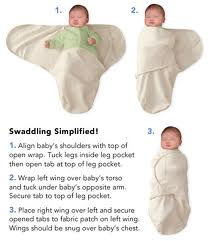 1.
2.
Swaddling Simplified!
3.
1. Align baby's shoulders with top of
open wrap. Tuck legs inside leg pocket
then open tab at top of leg pocket.
2. Wrap left wing over baby's torso
and tuck under baby's opposite arm.
Secure tab to top of leg pocket.
3. Place right wing over left and secure
opened tabs to fabric patch on left wing.
Wings should be snug over baby's chest.